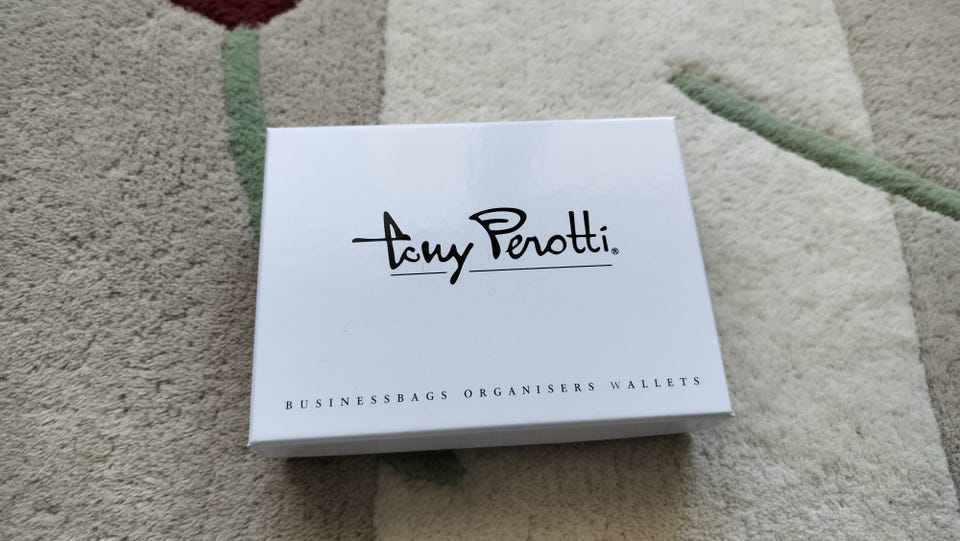 Tony Perotti®
BUSINESSBAGS ORGANISERS WALLETS